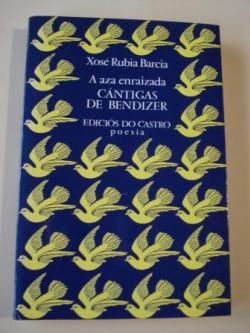 Xosé Rubia Barcia
A aza enraizada
CÁNTIGAS
DE BENDIZER
EDICIÓS DO CASTRO
poesía